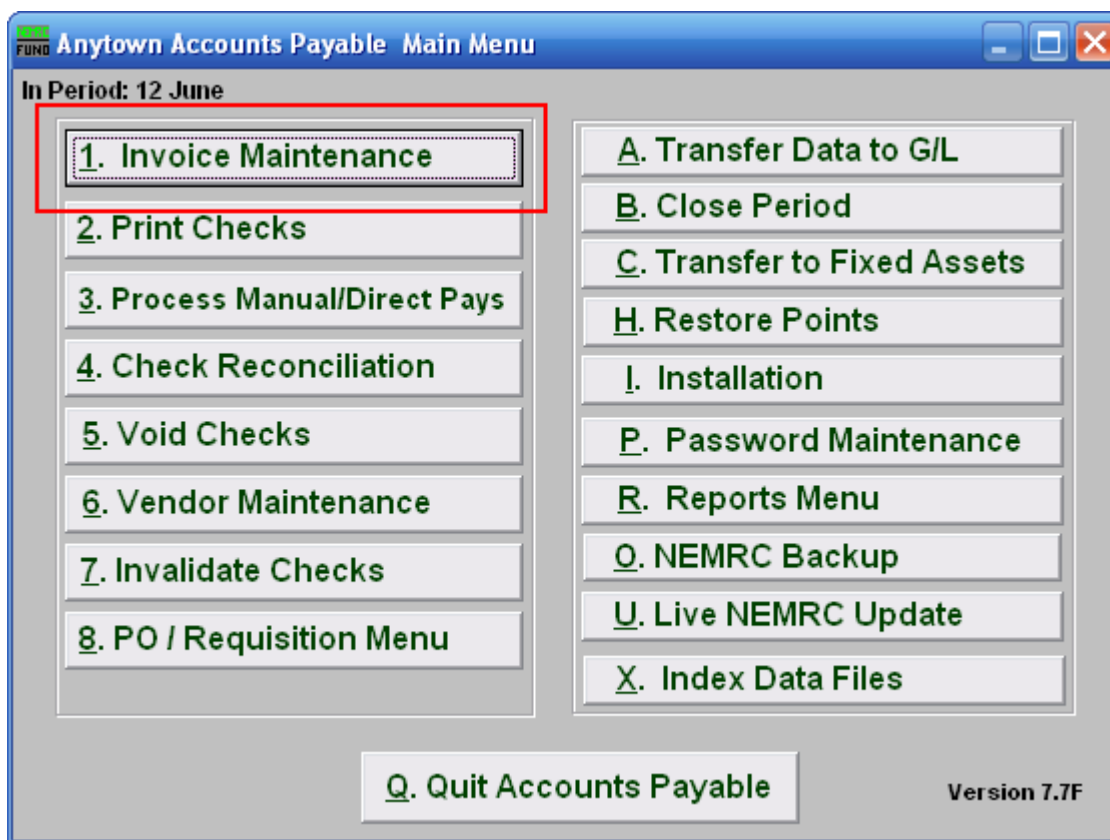 FUND Anytown Accounts Payable Main Menu
In Period: 12 June
1. Invoice Maintenance
2. Print Checks
3. Process Manual/Direct Pays
4. Check Reconciliation
5. Void Checks
6. Vendor Maintenance
7. Invalidate Checks
8. PO / Requisition Menu
A. Transfer Data to G/L
B. Close Period
C. Transfer to Fixed Assets
H. Restore Points
I. Installation
P. Password Maintenance
R. Reports Menu
O. NEMRC Backup
U. Live NEMRC Update
X. Index Data Files
Q. Quit Accounts Payable
Version 7.7F